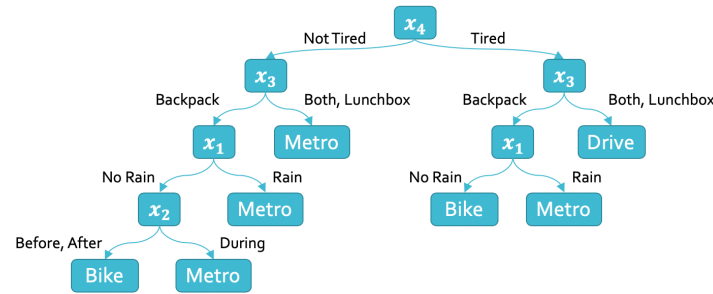 x₄
Not Tired Tired
x₃ x₃
Backpack Both, Lunchbox Backpack Both, Lunchbox
x₁ Metro x₁ Drive
No Rain Rain No Rain Rain
x₂ Metro Bike Metro
Before, After During
Bike Metro